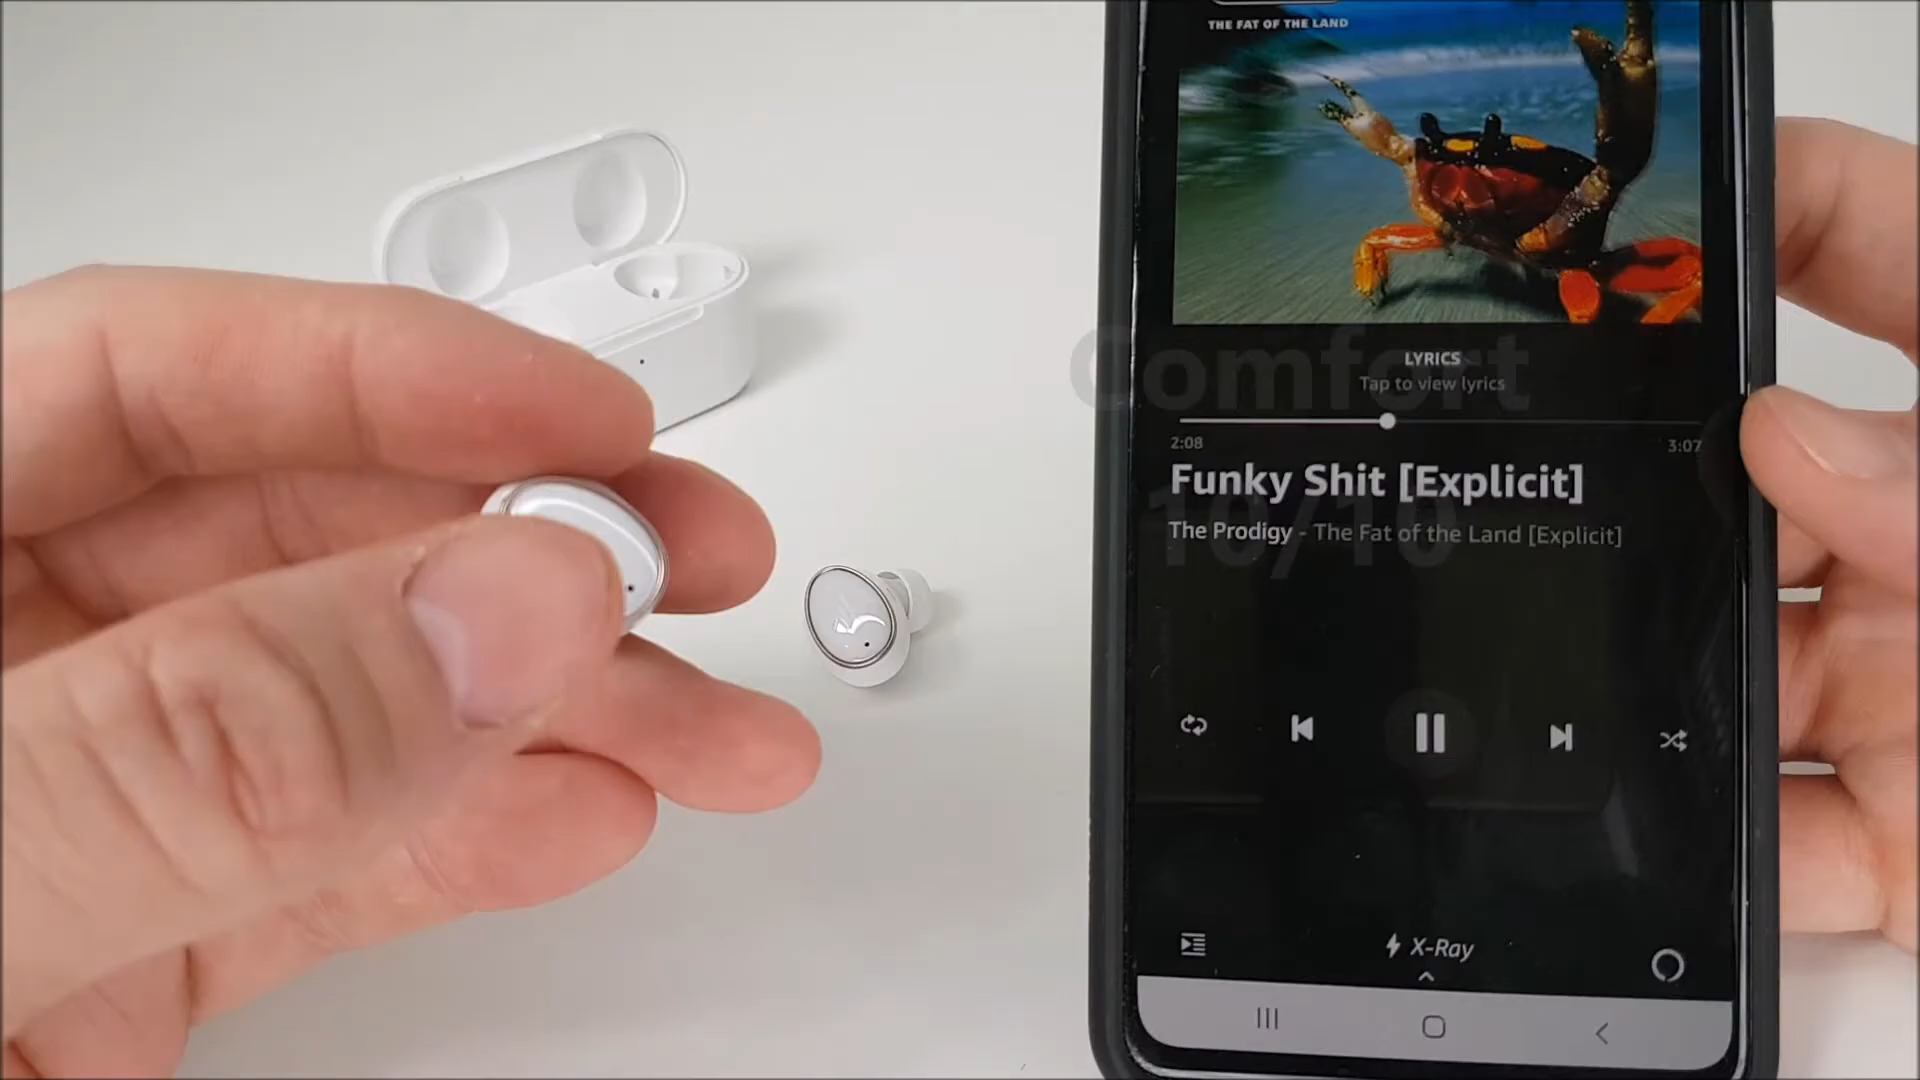 THE FAT OF THE LAND
LYRICS
Tap to view lyrics
Comfort
2:08
3:07
Funky Shit [Explicit]
10/10
The Prodigy - The Fat of the Land [Explicit]
X-Ray